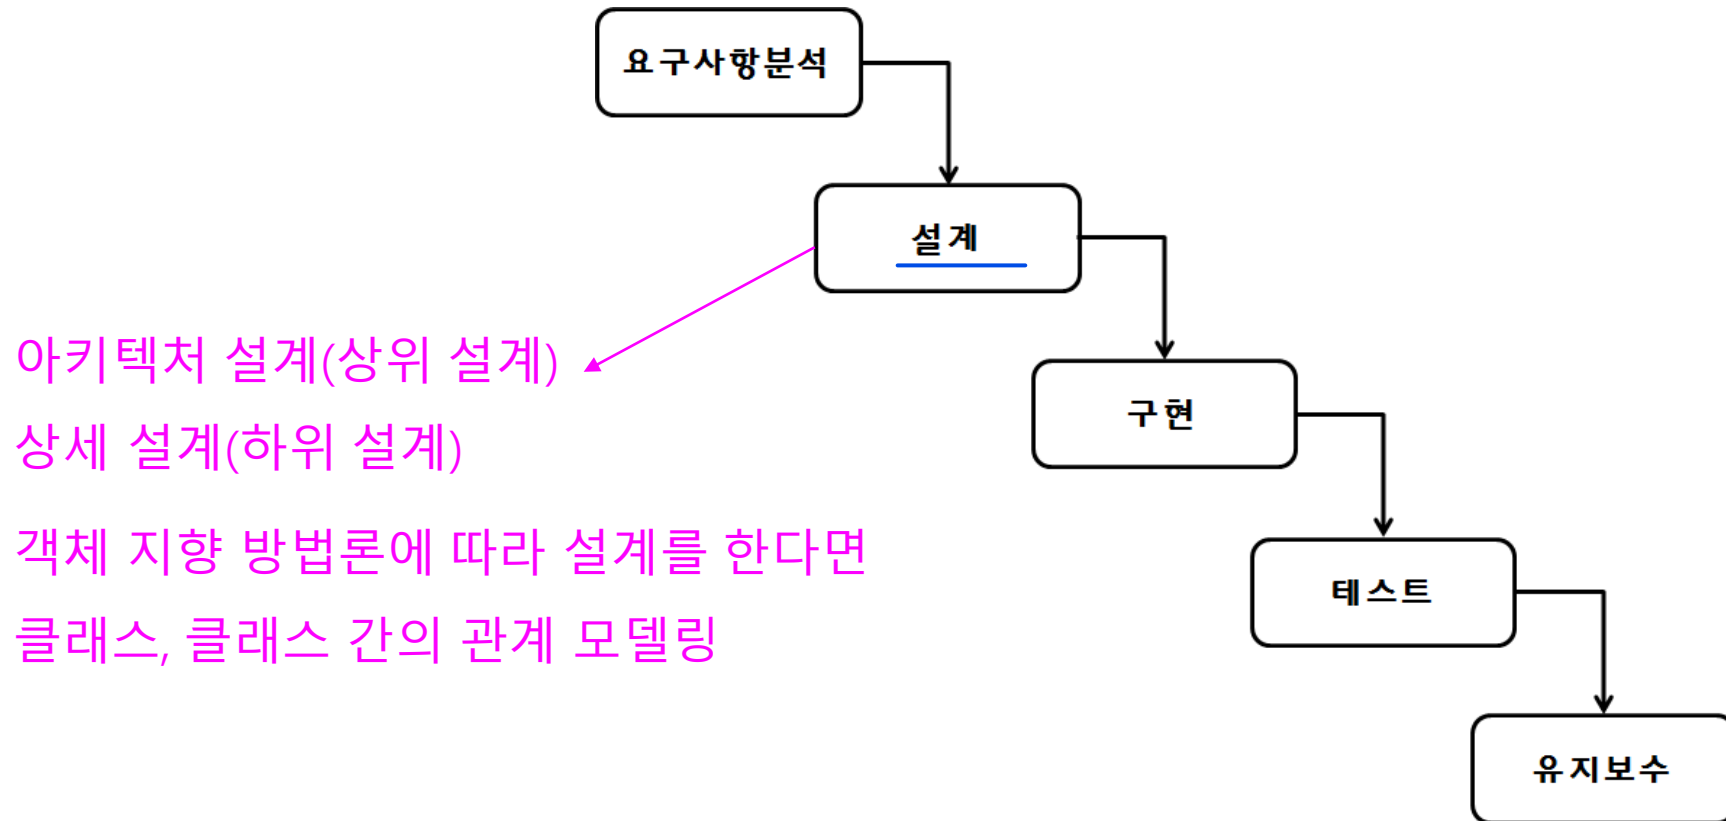 요구사항분석
설계
아키텍처 설계(상위 설계)
상세 설계(하위 설계)
구현
객체 지향 방법론에 따라 설계를 한다면
테스트
클래스, 클래스 간의 관계 모델링
유지보수